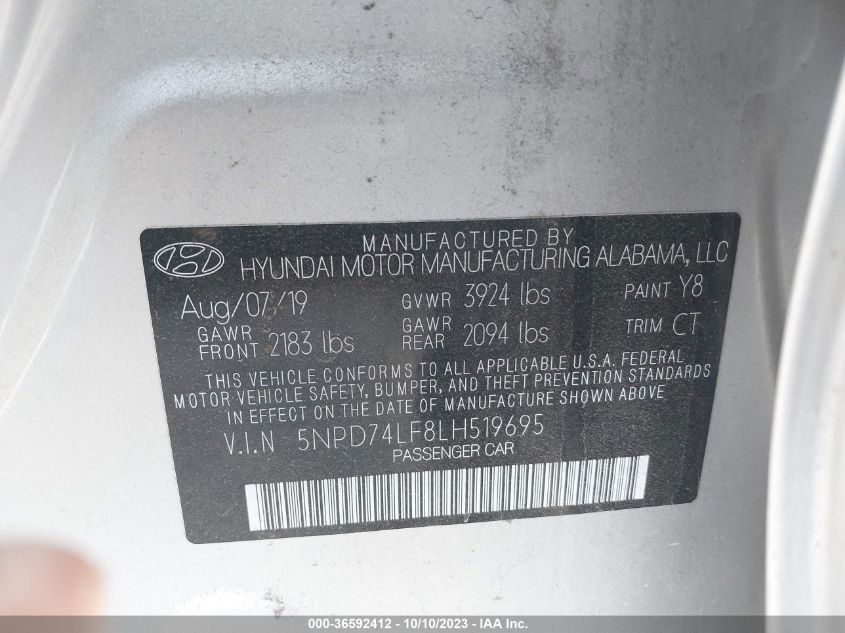 MANUFACTURED BY
HYUNDAI MOTOR MANUFACTURING ALABAMA, LLC
Aug/07/19 GVWR 3924 lbs PAINT Y8
GAWR FRONT 2183 lbs GAWR REAR 2094 lbs TRIM CT
THIS VEHICLE CONFORMS TO ALL APPLICABLE U.S.A. FEDERAL
MOTOR VEHICLE SAFETY, BUMPER, AND THEFT PREVENTION STANDARDS
IN EFFECT ON THE DATE OF MANUFACTURE SHOWN ABOVE
V.I.N 5NPD74LF8LH519695
PASSENGER CAR
000-36592412 - 10/10/2023 - IAA Inc.